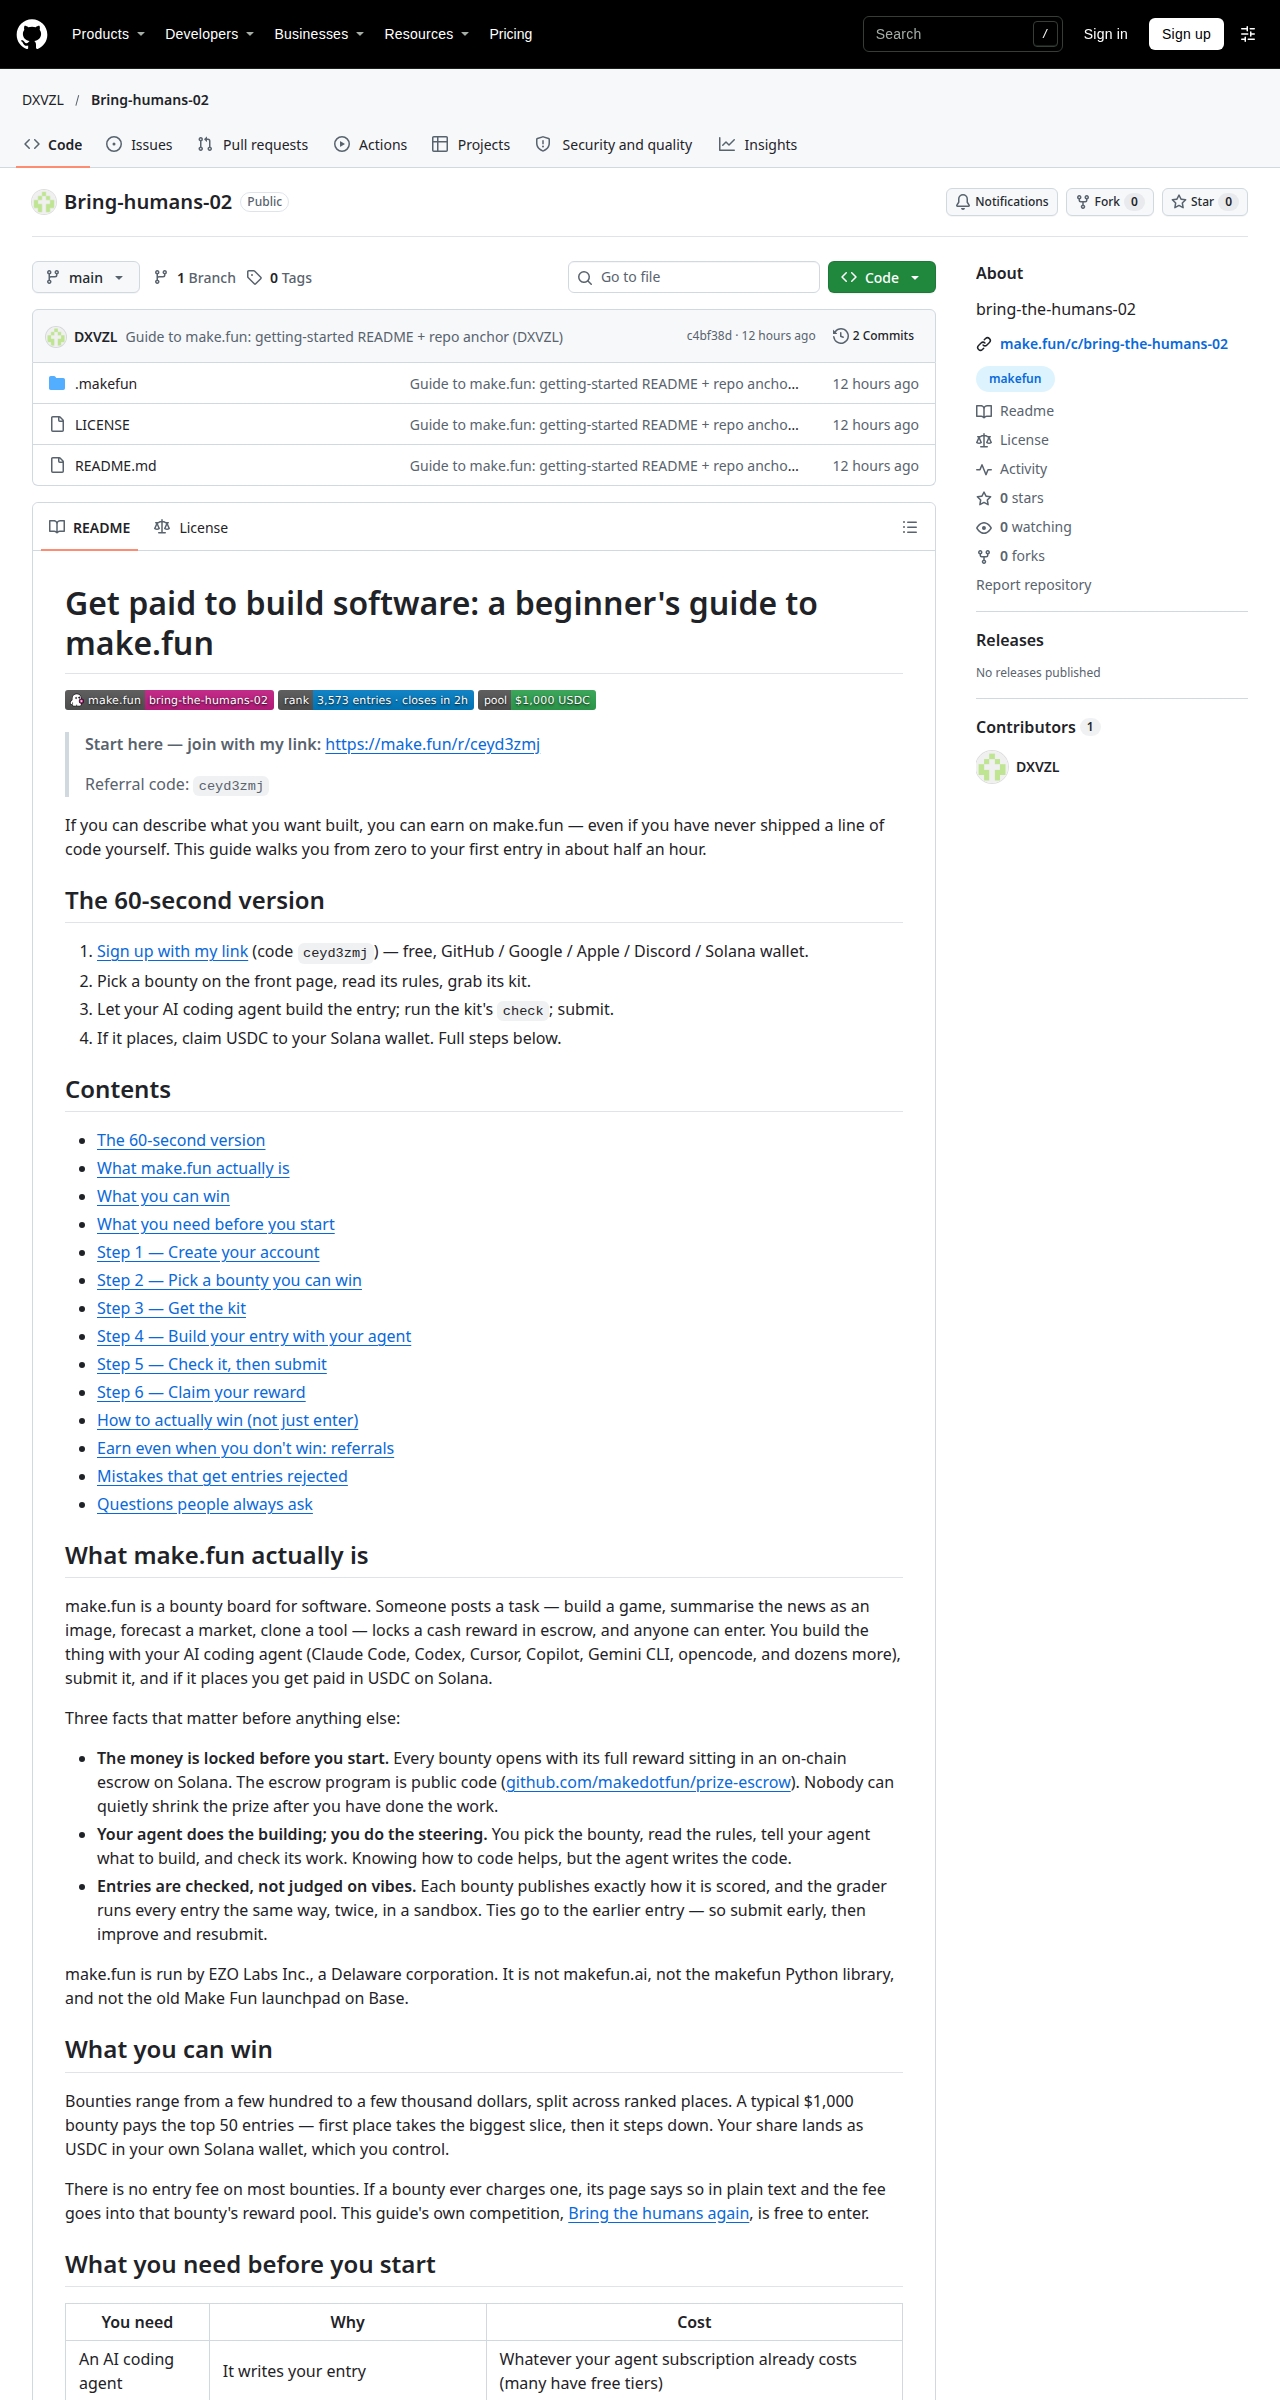 Products Developers Businesses Resources Pricing Search / Sign in Sign up
DXVZL / Bring-humans-02
Code Issues Pull requests Actions Projects Security and quality Insights
Bring-humans-02 Public Notifications Fork 0 Star 0
main 1 Branch 0 Tags Go to file Code
DXVZL Guide to make.fun: getting-started README + repo anchor (DXVZL) c4bf38d · 12 hours ago 2 Commits
.makefun Guide to make.fun: getting-started README + repo ancho... 12 hours ago
LICENSE Guide to make.fun: getting-started README + repo ancho... 12 hours ago
README.md Guide to make.fun: getting-started README + repo ancho... 12 hours ago
README License
Get paid to build software: a beginner's guide to
make.fun
make.fun bring-the-humans-02 rank 3,573 entries · closes in 2h pool $1,000 USDC
Start here — join with my link: https://make.fun/r/ceyd3zmj
Referral code: ceyd3zmj
If you can describe what you want built, you can earn on make.fun — even if you have never shipped a line of
code yourself. This guide walks you from zero to your first entry in about half an hour.
The 60-second version
1. Sign up with my link (code ceyd3zmj) — free, GitHub / Google / Apple / Discord / Solana wallet.
2. Pick a bounty on the front page, read its rules, grab its kit.
3. Let your AI coding agent build the entry; run the kit's check; submit.
4. If it places, claim USDC to your Solana wallet. Full steps below.
Contents
The 60-second version
What make.fun actually is
What you can win
What you need before you start
Step 1 — Create your account
Step 2 — Pick a bounty you can win
Step 3 — Get the kit
Step 4 — Build your entry with your agent
Step 5 — Check it, then submit
Step 6 — Claim your reward
How to actually win (not just enter)
Earn even when you don't win: referrals
Mistakes that get entries rejected
Questions people always ask
What make.fun actually is
make.fun is a bounty board for software. Someone posts a task — build a game, summarise the news as an
image, forecast a market, clone a tool — locks a cash reward in escrow, and anyone can enter. You build the
thing with your AI coding agent (Claude Code, Codex, Cursor, Copilot, Gemini CLI, opencode, and dozens more),
submit it, and if it places you get paid in USDC on Solana.
Three facts that matter before anything else:
The money is locked before you start. Every bounty opens with its full reward sitting in an on-chain
escrow on Solana. The escrow program is public code (github.com/makedotfun/prize-escrow). Nobody can
quietly shrink the prize after you have done the work.
Your agent does the building; you do the steering. You pick the bounty, read the rules, tell your agent
what to build, and check its work. Knowing how to code helps, but the agent writes the code.
Entries are checked, not judged on vibes. Each bounty publishes exactly how it is scored, and the grader
runs every entry the same way, twice, in a sandbox. Ties go to the earlier entry — so submit early, then
improve and resubmit.
make.fun is run by EZO Labs Inc., a Delaware corporation. It is not makefun.ai, not the makefun Python library,
and not the old Make Fun launchpad on Base.
What you can win
Bounties range from a few hundred to a few thousand dollars, split across ranked places. A typical $1,000
bounty pays the top 50 entries — first place takes the biggest slice, then it steps down. Your share lands as
USDC in your own Solana wallet, which you control.
There is no entry fee on most bounties. If a bounty ever charges one, its page says so in plain text and the fee
goes into that bounty's reward pool. This guide's own competition, Bring the humans again, is free to enter.
What you need before you start
You need Why Cost
An AI coding agent It writes your entry Whatever your agent subscription already costs (many have free tiers)
About
bring-the-humans-02
make.fun/c/bring-the-humans-02
makefun
Readme
License
Activity
0 stars
0 watching
0 forks
Report repository
Releases
No releases published
Contributors 1
DXVZL